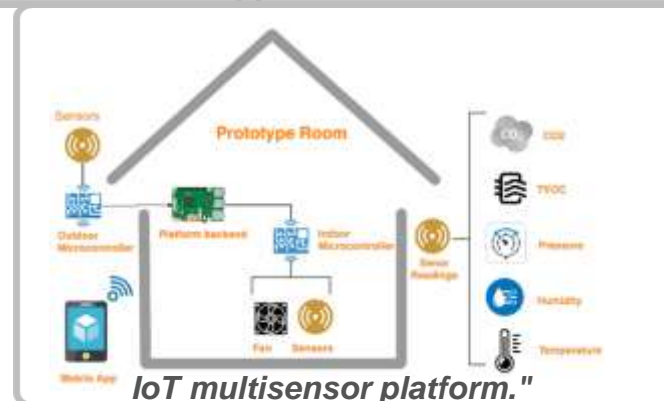 Sensors
Prototype Room
CO2
TVOC
Outdoor
Microcontroller
Platform backend
Indoor
Microcontroller
Sensor
Readings
Pressure
Humidity
Fan
Sensors
Temperature
Mobile App
IoT multisensor platform."